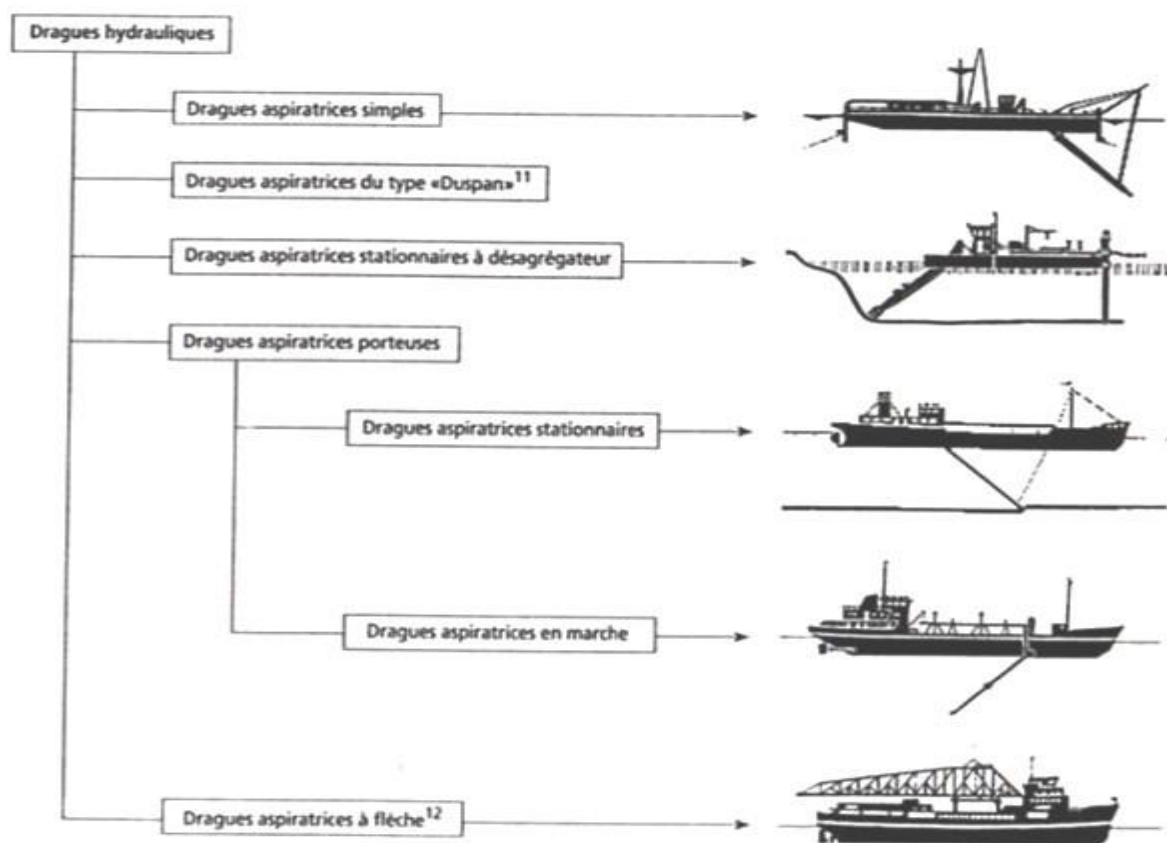 Dragues hydrauliques
Dragues aspiratrices simples
Dragues aspiratrices du type «Duspan»11
Dragues aspiratrices stationnaires à désagrégateur
Dragues aspiratrices porteuses
Dragues aspiratrices stationnaires
Dragues aspiratrices en marche
Dragues aspiratrices à flèche12